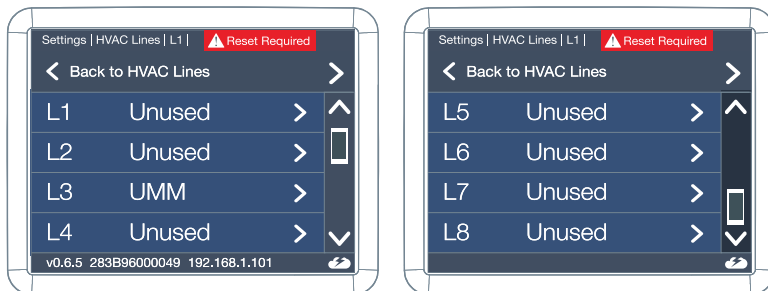 Settings | HVAC Lines | L1 | Reset Required
Back to HVAC Lines
L1 Unused
L2 Unused
L3 UMM
L4 Unused
v0.6.5 283B96000049 192.168.1.101
Settings | HVAC Lines | L1 | Reset Required
Back to HVAC Lines
L5 Unused
L6 Unused
L7 Unused
L8 Unused